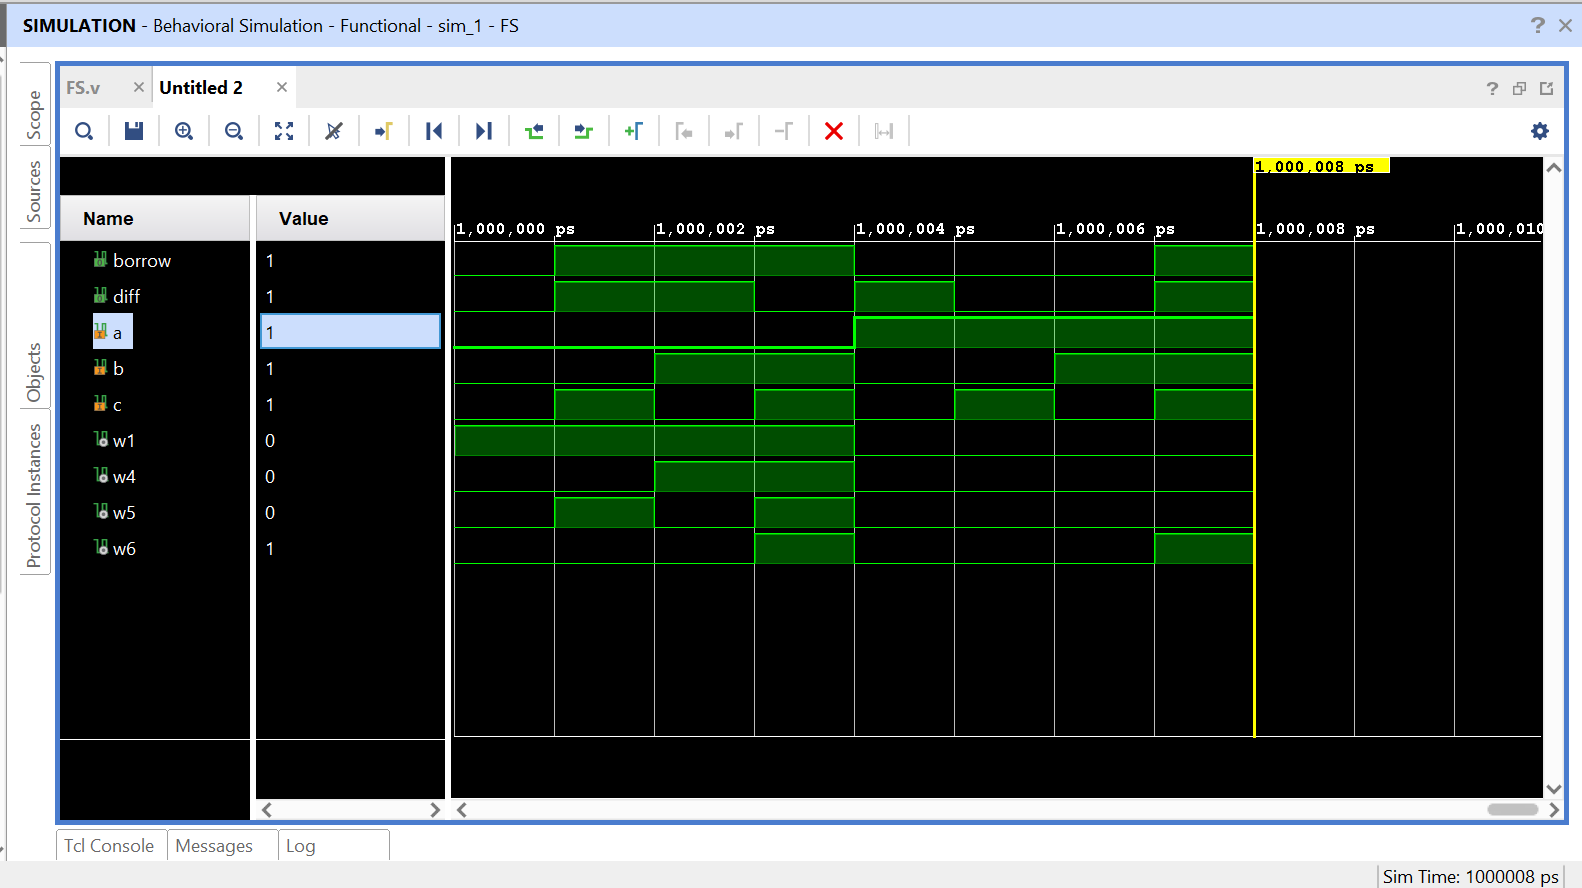 SIMULATION - Behavioral Simulation - Functional - sim_1 - FS
FS.v
Untitled 2
Scope
Sources
Objects
Protocol Instances
1,000,008 ps
Name
Value
1,000,000 ps
1,000,002 ps
1,000,004 ps
1,000,006 ps
1,000,008 ps
1,000,010
borrow 1
diff 1
a 1
b 1
c 1
w1 0
w4 0
w5 0
w6 1
Tcl Console
Messages
Log
Sim Time: 1000008 ps